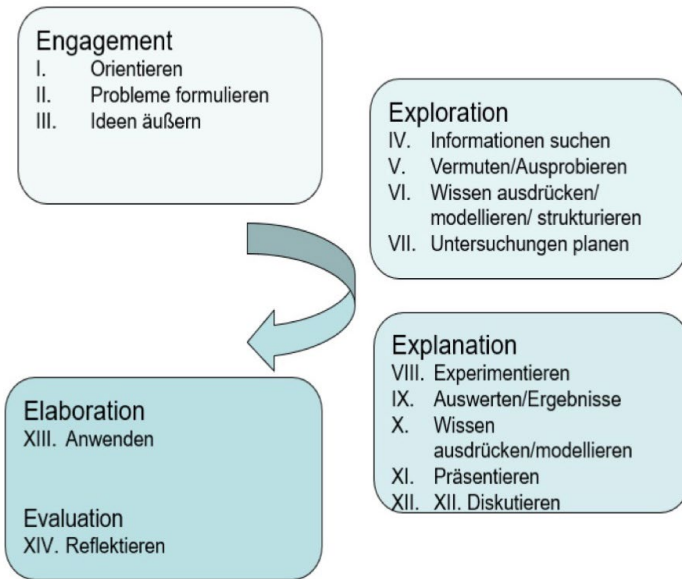 Engagement
I. Orientieren
II. Probleme formulieren
III. Ideen äußern
Exploration
IV. Informationen suchen
V. Vermuten/Ausprobieren
VI. Wissen ausdrücken/
modellieren/ strukturieren
VII. Untersuchungen planen
Explanation
VIII. Experimentieren
IX. Auswerten/Ergebnisse
X. Wissen
ausdrücken/modellieren
XI. Präsentieren
XII. XII. Diskutieren
Elaboration
XIII. Anwenden
Evaluation
XIV. Reflektieren